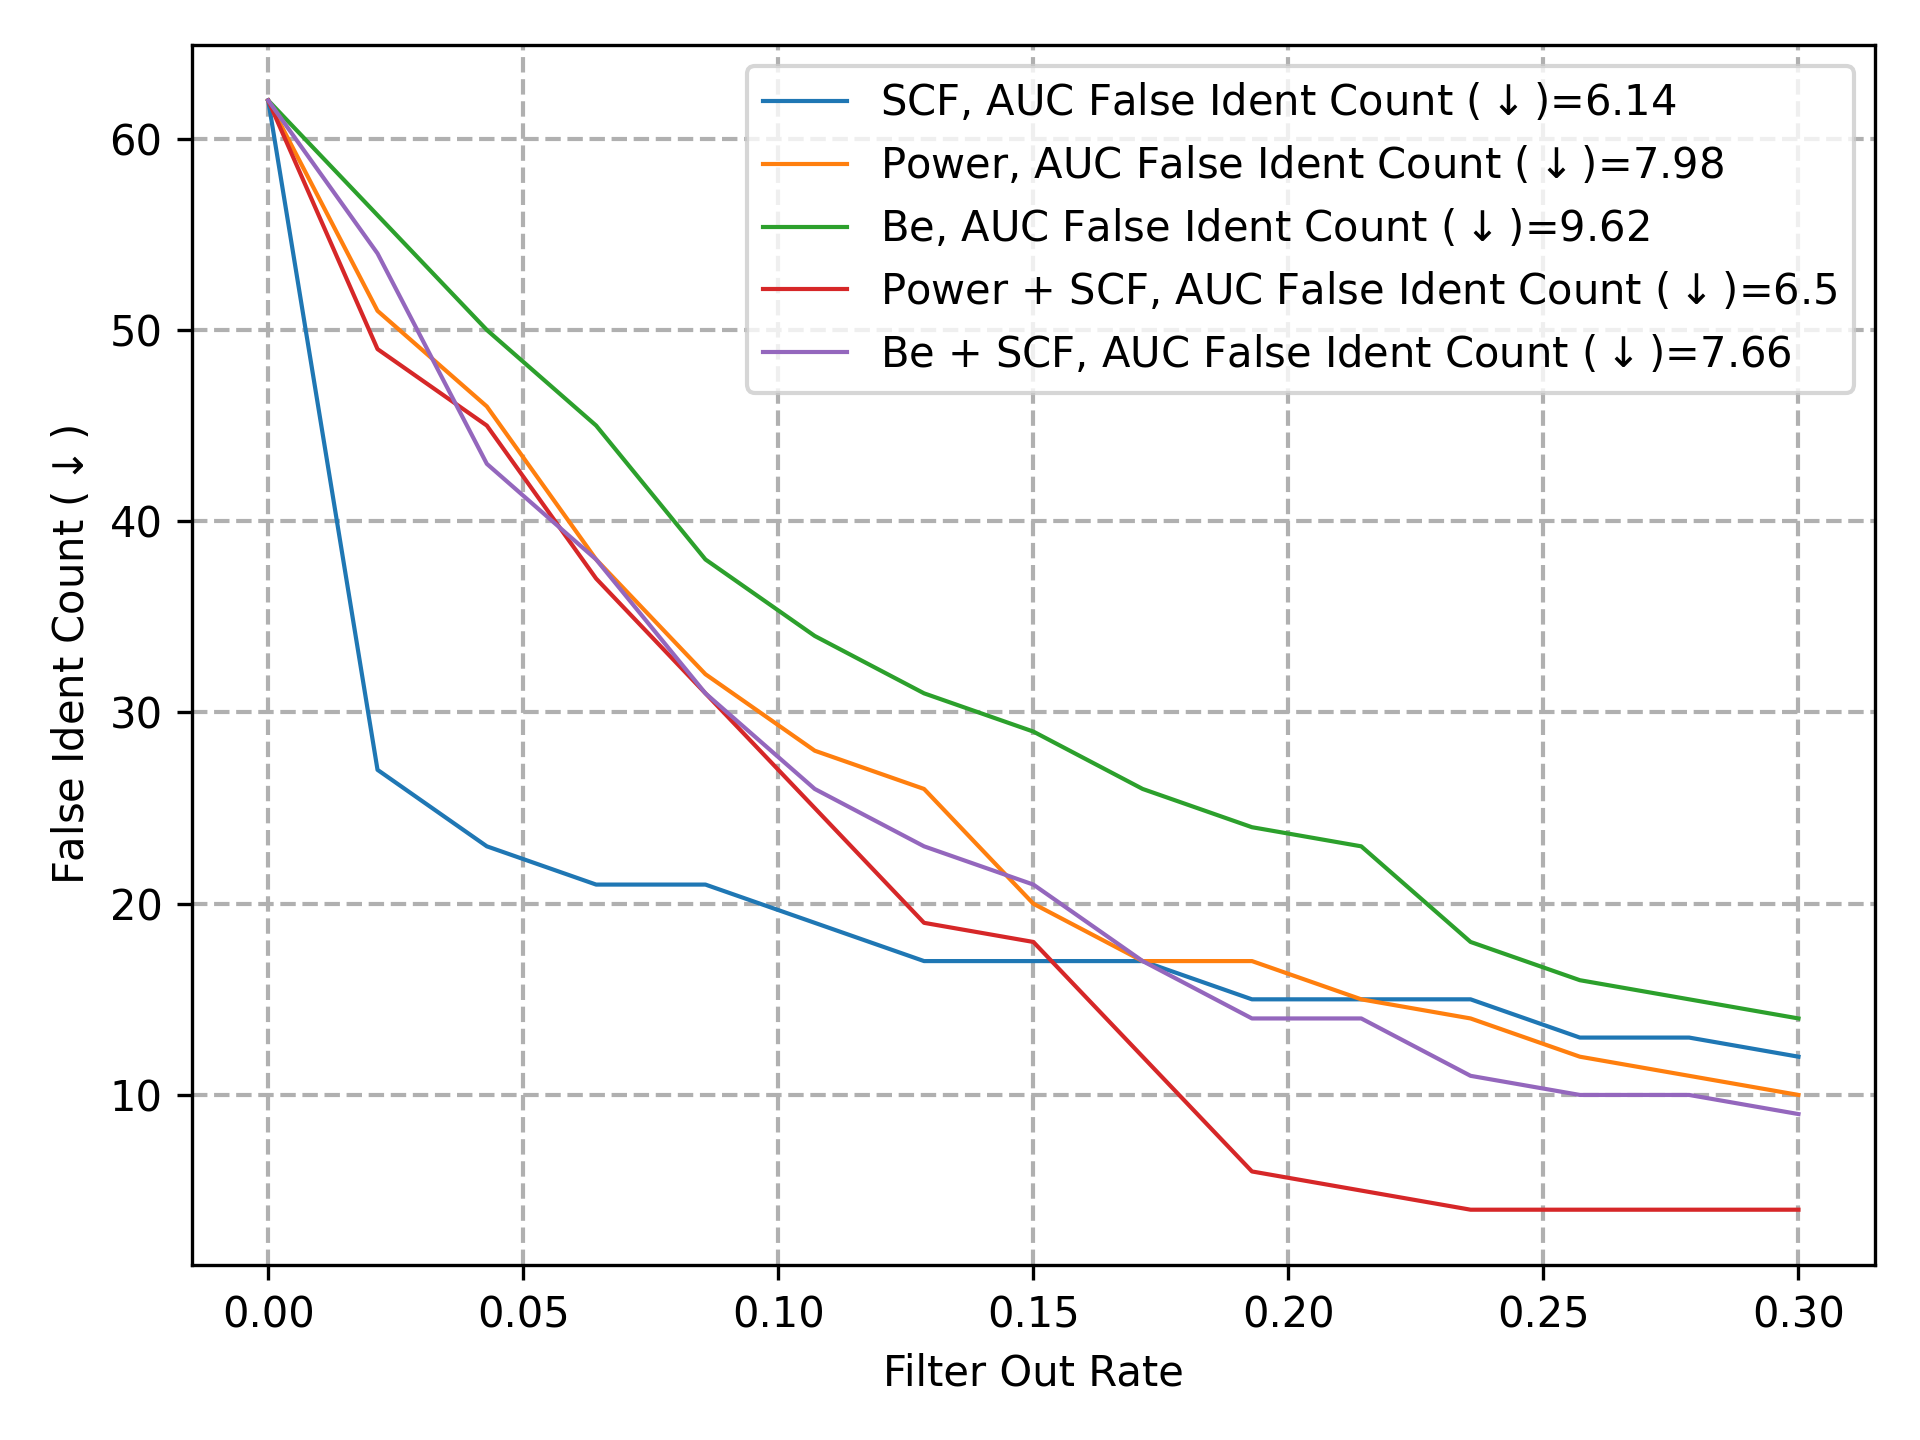 SCF, AUC False Ident Count (↓)=6.14
Power, AUC False Ident Count (↓)=7.98
Be, AUC False Ident Count (↓)=9.62
Power + SCF, AUC False Ident Count (↓)=6.5
Be + SCF, AUC False Ident Count (↓)=7.66
False Ident Count (↓)
60
50
40
30
20
10
0.00 0.05 0.10 0.15 0.20 0.25 0.30
Filter Out Rate